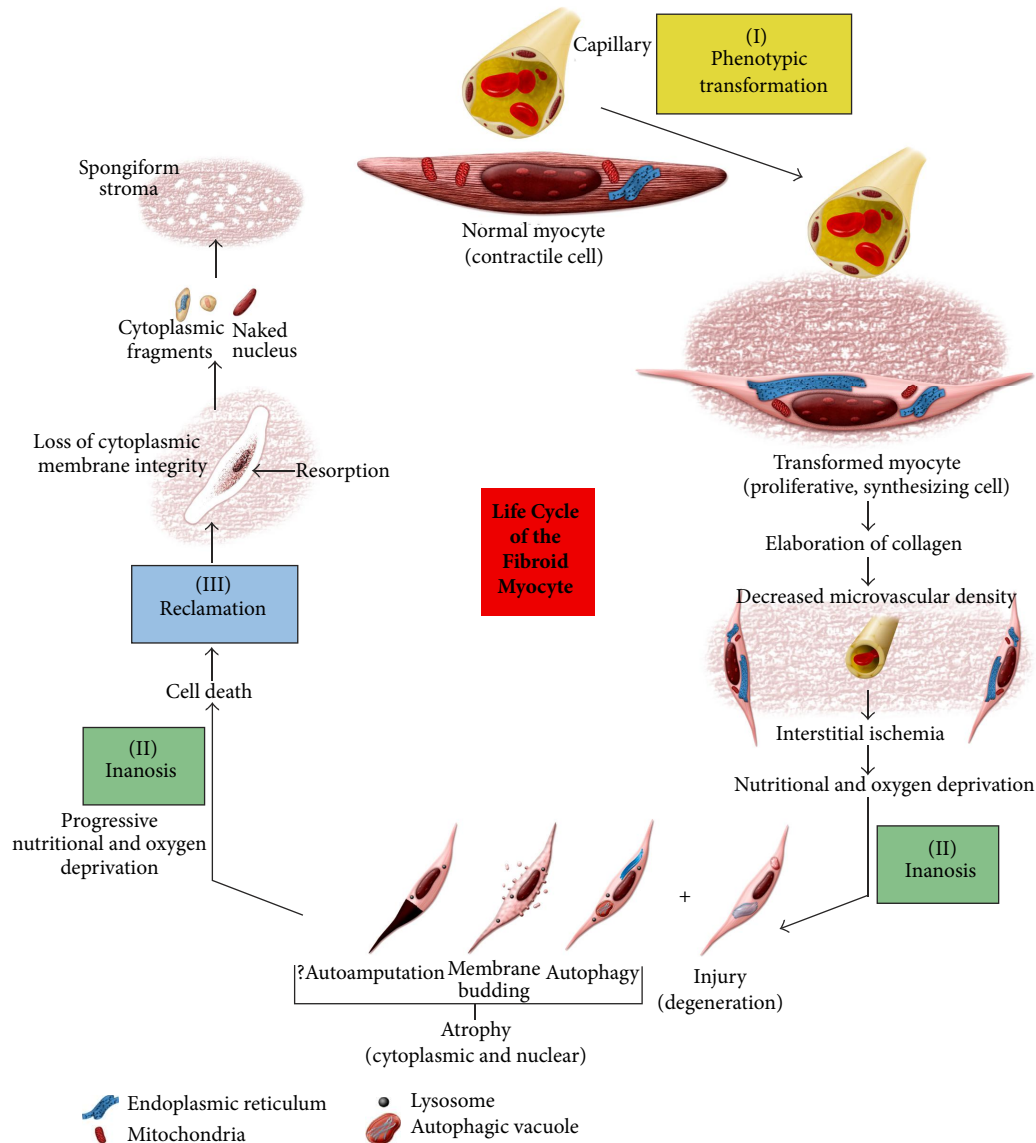 Capillary
(I)
Phenotypic
transformation
Normal myocyte
(contractile cell)
Transformed myocyte
(proliferative, synthesizing cell)
Elaboration of collagen
Decreased microvascular density
Interstitial ischemia
Nutritional and oxygen deprivation
(II)
Inanosis
Injury
(degeneration)
+
Autophagy
Membrane
budding
?Autoamputation
Atrophy
(cytoplasmic and nuclear)
Progressive
nutritional and oxygen
deprivation
(II)
Inanosis
Cell death
(III)
Reclamation
Loss of cytoplasmic
membrane integrity
Resorption
Cytoplasmic
fragments
Naked
nucleus
Spongiform
stroma
Life Cycle
of the
Fibroid
Myocyte
Endoplasmic reticulum
Mitochondria
Lysosome
Autophagic vacuole